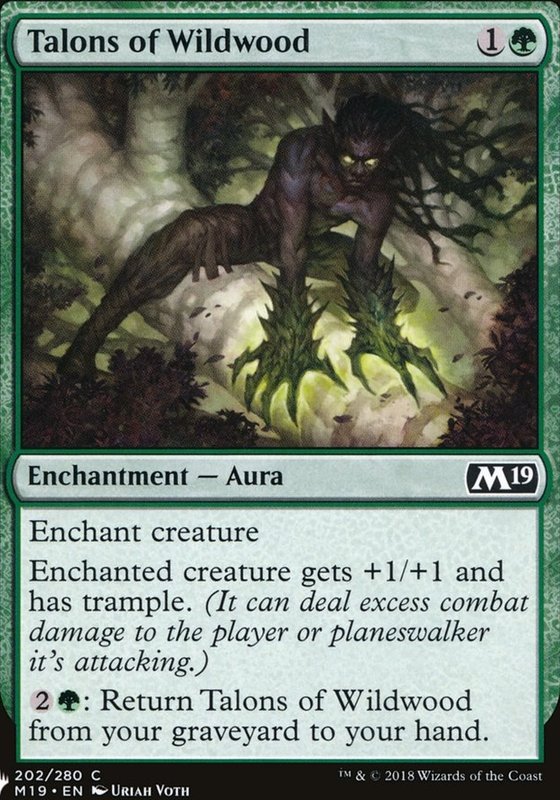 Talons of Wildwood 1
Enchantment — Aura M19
Enchant creature
Enchanted creature gets +1/+1 and
has trample. (It can deal excess combat
damage to the player or planeswalker
it's attacking.)
2 : Return Talons of Wildwood
from your graveyard to your hand.
202/280 C ™ & © 2018 Wizards of the Coast
M19 • EN Uriah Voth